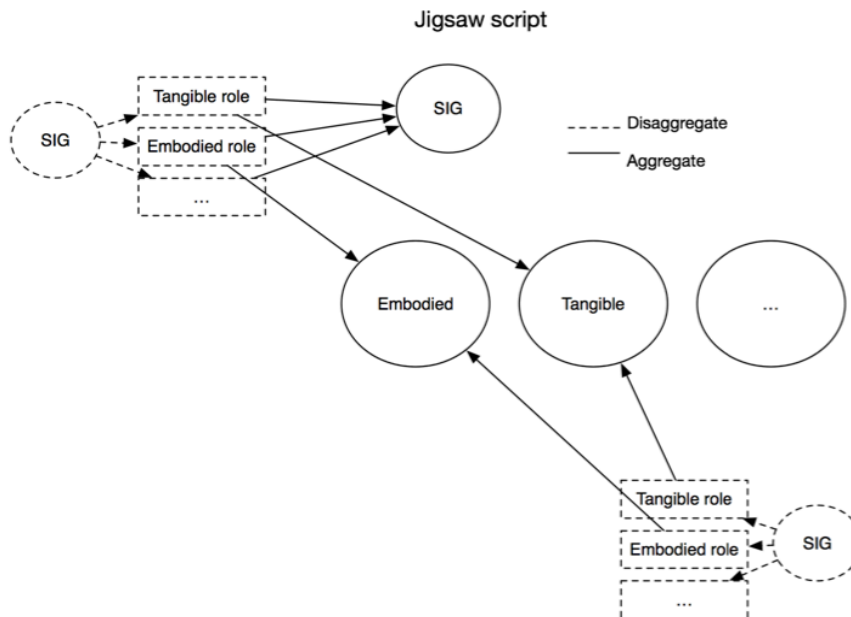 Jigsaw script
Tangible role
SIG
SIG
Embodied role
...
Disaggregate
Aggregate
Embodied
Tangible
...
Tangible role
Embodied role
SIG
...